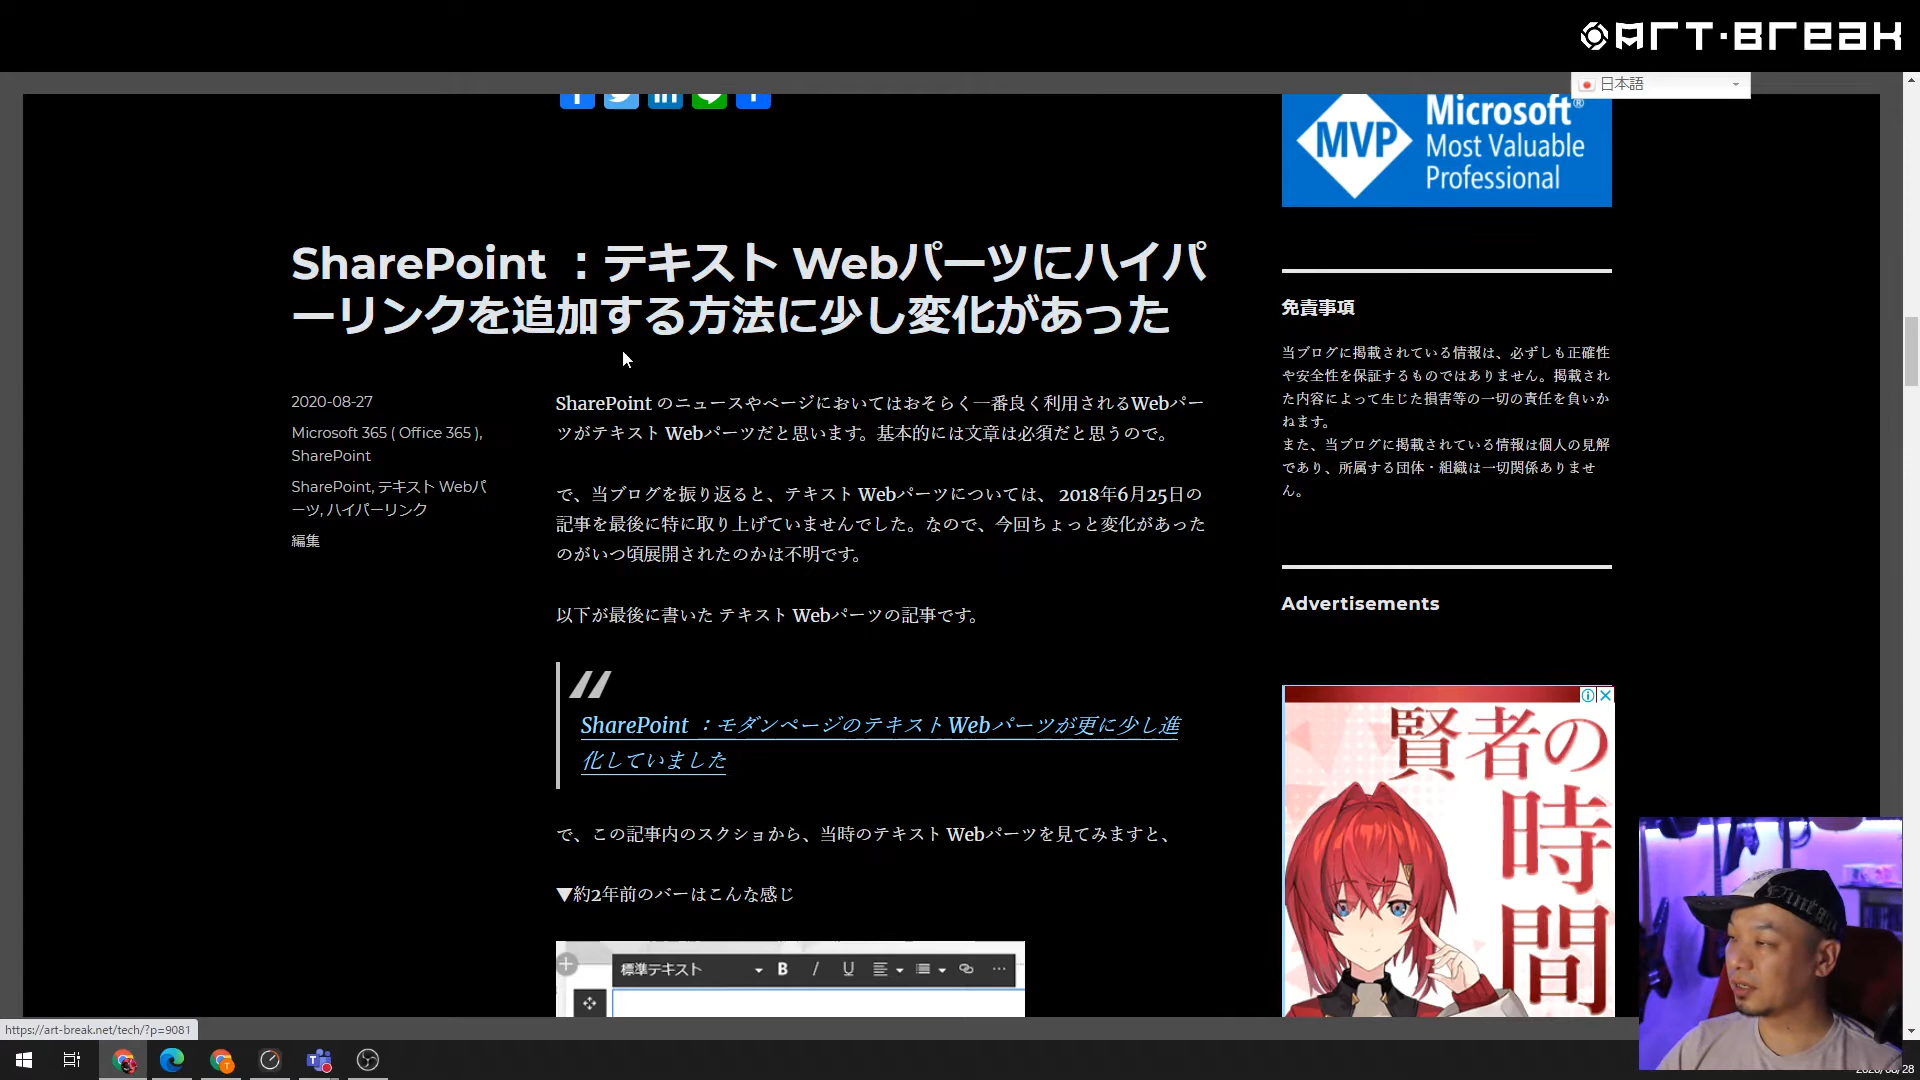 ART·BREAK
日本語
Microsoft®
MVP
Most Valuable
Professional
SharePoint ：テキスト Webパーツにハイパ
ーリンクを追加する方法に少し変化があった
2020-08-27
Microsoft 365 ( Office 365 ),
SharePoint
SharePoint, テキスト Webパ
ーツ, ハイパーリンク
編集
SharePoint のニュースやページにおいてはおそらく一番良く利用されるWebパー
ツがテキスト Webパーツだと思います。基本的には文章は必須だと思うので。
で、当ブログを振り返ると、テキスト Webパーツについては、 2018年6月25日の
記事を最後に特に取り上げていませんでした。なので、今回ちょっと変化があった
のがいつ頃展開されたのかは不明です。
以下が最後に書いた テキスト Webパーツの記事です。
SharePoint ：モダンページのテキスト Webパーツが更に少し進
化していました
で、この記事内のスクショから、当時のテキスト Webパーツを見てみますと、
▼約2年前のバーはこんな感じ
標準テキスト
B / U
免責事項
当ブログに掲載されている情報は、必ずしも正確性
や安全性を保証するものではありません。掲載され
た内容によって生じた損害等の一切の責任を負いか
ねます。
また、当ブログに掲載されている情報は個人の見解
であり、所属する団体・組織は一切関係ありませ
ん。
Advertisements
賢者の
時間
https://art-break.net/tech/?p=9081